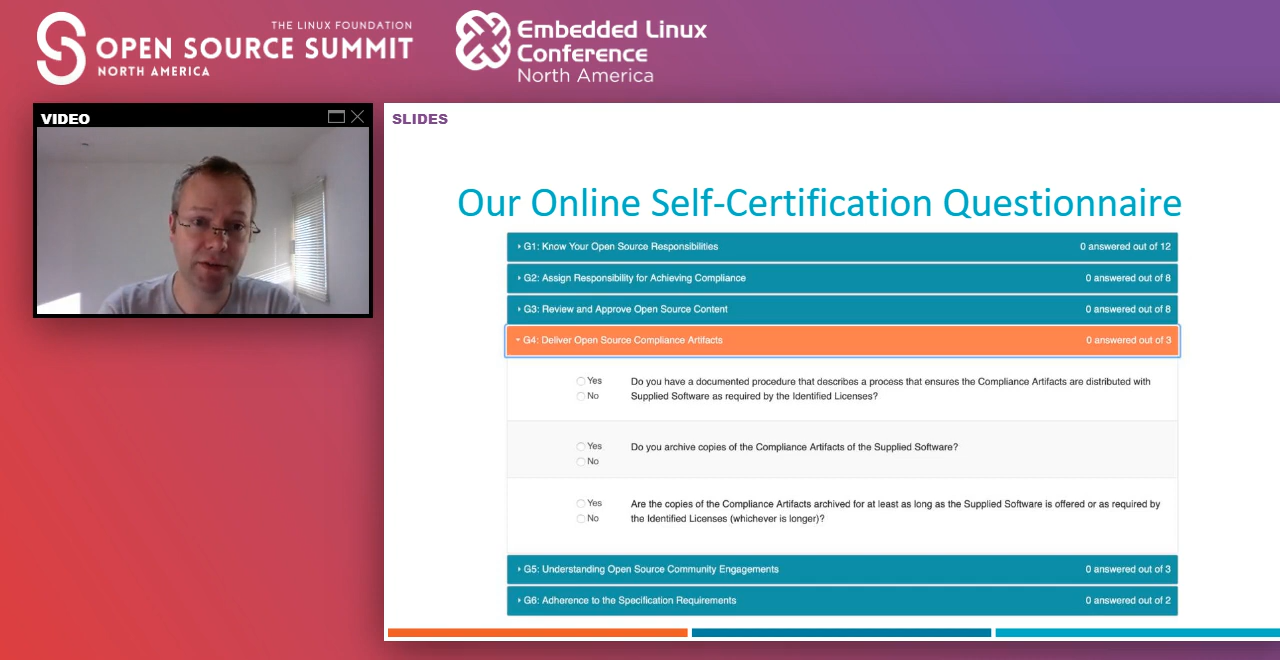 THE LINUX FOUNDATION
OPEN SOURCE SUMMIT
NORTH AMERICA
Embedded Linux
Conference
North America
VIDEO
SLIDES
Our Online Self-Certification Questionnaire
G1: Know Your Open Source Responsibilities 0 answered out of 12
G2: Assign Responsibility for Achieving Compliance 0 answered out of 8
G3: Review and Approve Open Source Content 0 answered out of 8
G4: Deliver Open Source Compliance Artifacts 0 answered out of 3
Yes Do you have a documented procedure that describes a process that ensures the Compliance Artifacts are distributed with
No Supplied Software as required by the Identified Licenses?
Yes Do you archive copies of the Compliance Artifacts of the Supplied Software?
No
Yes Are the copies of the Compliance Artifacts archived for at least as long as the Supplied Software is offered or as required by
No the Identified Licenses (whichever is longer)?
G5: Understanding Open Source Community Engagements 0 answered out of 3
G6: Adherence to the Specification Requirements 0 answered out of 2